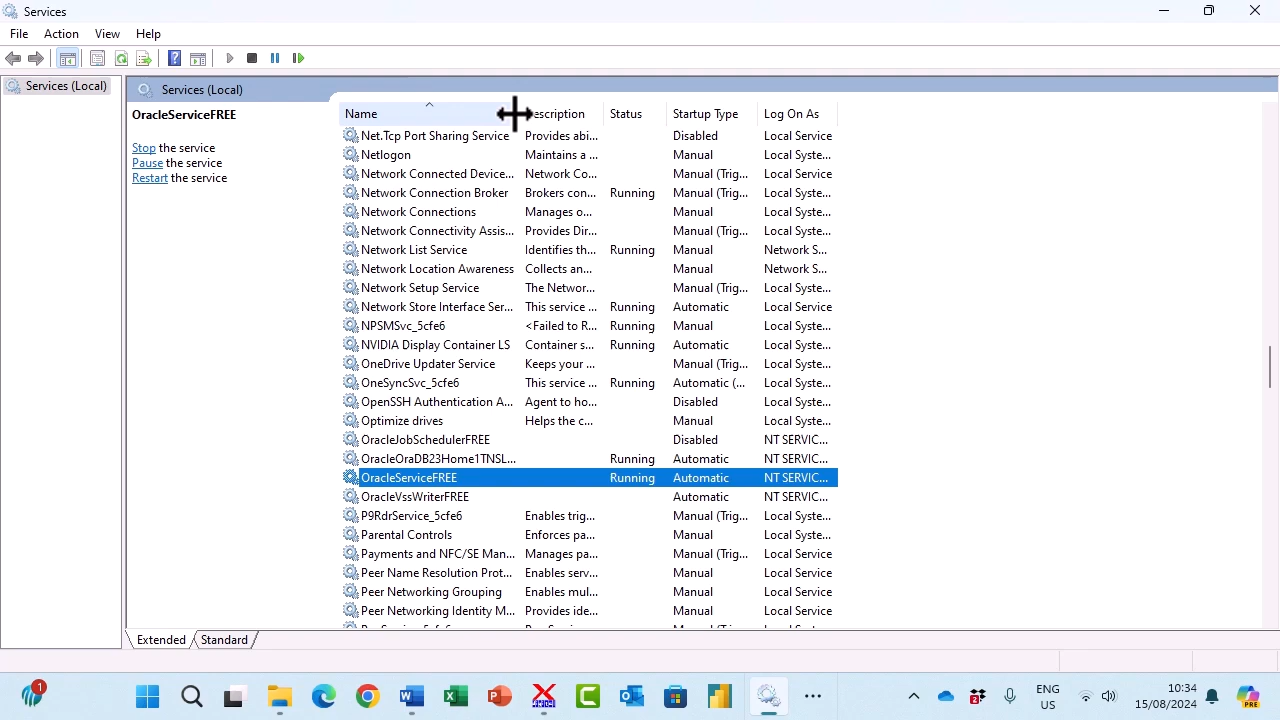 Services
File Action View Help
Services (Local)
Services (Local)
OracleServiceFREE
Stop the service
Pause the service
Restart the service
Name escription Status Startup Type Log On As
Net.Tcp Port Sharing Service Provides abi... Disabled Local Service
Netlogon Maintains a ... Manual Local Syste...
Network Connected Device... Network Co... Manual (Trig... Local Service
Network Connection Broker Brokers con... Running Manual (Trig... Local Syste...
Network Connections Manages o... Manual Local Syste...
Network Connectivity Assis... Provides Dir... Manual (Trig... Local Syste...
Network List Service Identifies th... Running Manual Network S...
Network Location Awareness Collects an... Manual Network S...
Network Setup Service The Networ... Manual (Trig... Local Syste...
Network Store Interface Ser... This service ... Running Automatic Local Service
NPSMSvc_5cfe6 <Failed to R... Running Manual Local Syste...
NVIDIA Display Container LS Container s... Running Automatic Local Syste...
OneDrive Updater Service Keeps your ... Manual (Trig... Local Syste...
OneSyncSvc_5cfe6 This service ... Running Automatic (... Local Syste...
OpenSSH Authentication A... Agent to ho... Disabled Local Syste...
Optimize drives Helps the c... Manual Local Syste...
OracleJobSchedulerFREE Disabled NT SERVIC...
OracleOraDB23Home1TNSL... Running Automatic NT SERVIC...
OracleServiceFREE Running Automatic NT SERVIC...
OracleVssWriterFREE Automatic NT SERVIC...
P9RdrService_5cfe6 Enables trig... Manual (Trig... Local Syste...
Parental Controls Enforces pa... Manual Local Syste...
Payments and NFC/SE Man... Manages pa... Manual (Trig... Local Service
Peer Name Resolution Prot... Enables serv... Manual Local Service
Peer Networking Grouping Enables mul... Manual Local Service
Peer Networking Identity M... Provides ide... Manual Local Service
Extended Standard
1
ENG
US
10:34
15/08/2024
PRE